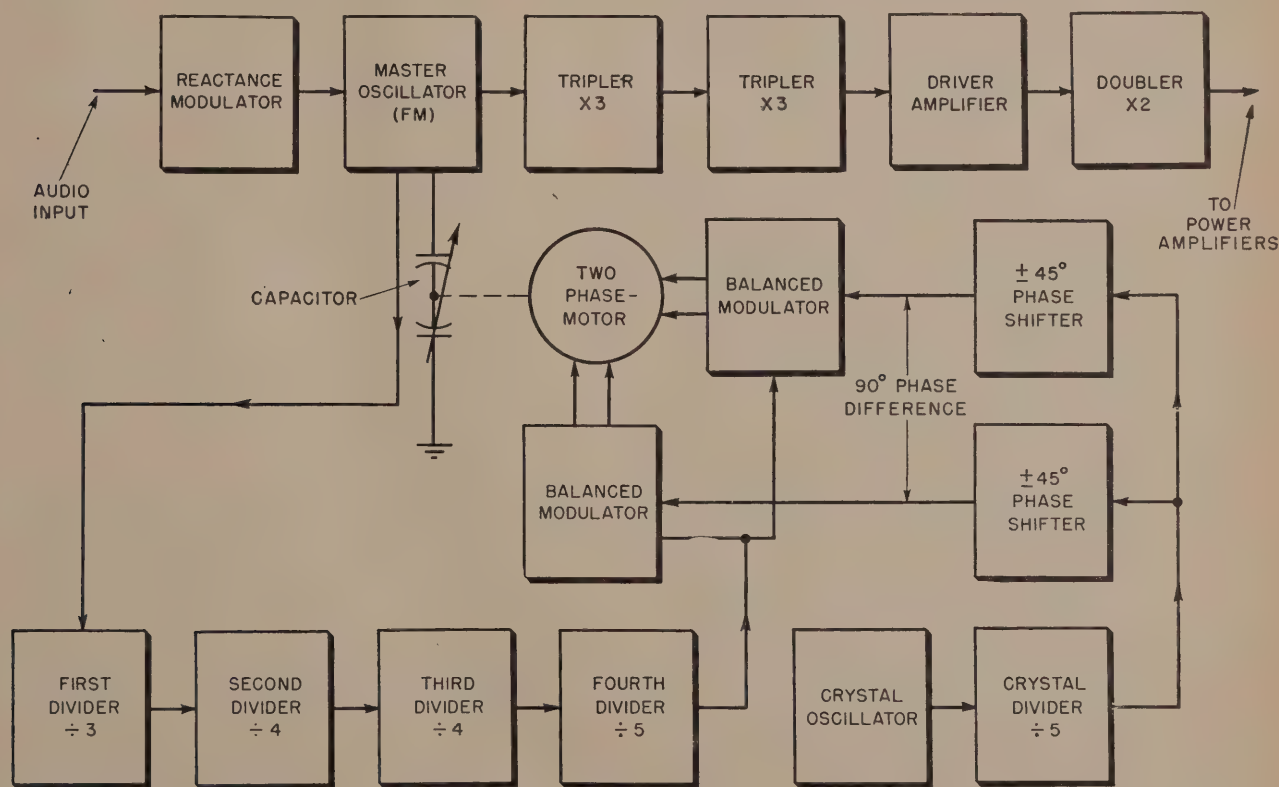 REACTANCE
MODULATOR
MASTER
OSCILLATOR
(FM)
TRIPLER
X3
TRIPLER
X3
DRIVER
AMPLIFIER
DOUBLER
X2
AUDIO
INPUT
TO
POWER
AMPLIFIERS
CAPACITOR
TWO
PHASE-
MOTOR
BALANCED
MODULATOR
± 45°
PHASE
SHIFTER
90° PHASE
DIFFERENCE
BALANCED
MODULATOR
±45°
PHASE
SHIFTER
FIRST
DIVIDER
÷3
SECOND
DIVIDER
÷4
THIRD
DIVIDER
÷4
FOURTH
DIVIDER
÷5
CRYSTAL
OSCILLATOR
CRYSTAL
DIVIDER
÷5